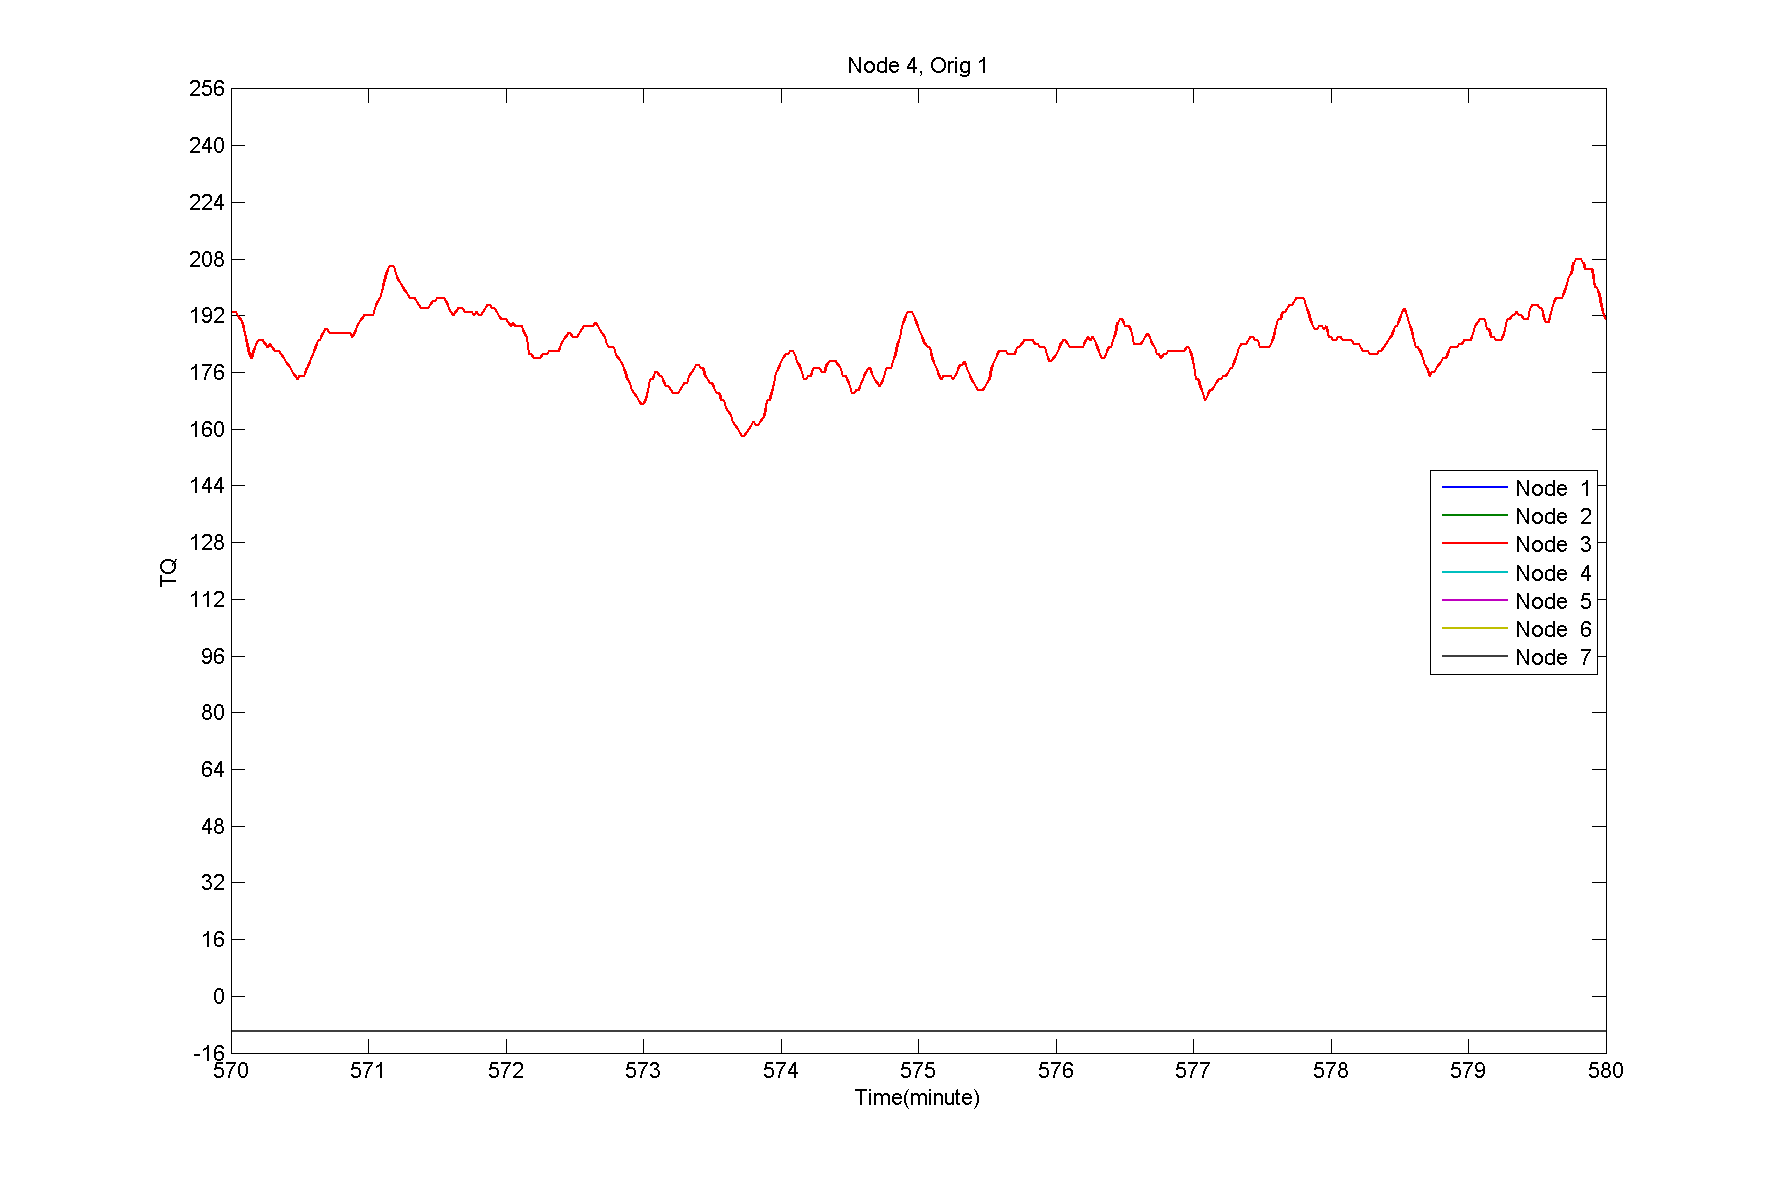 Node 4, Orig 1
256
240
224
208
192
176
160
144
128
112
96
80
64
48
32
16
0
-16
TQ
Node 1
Node 2
Node 3
Node 4
Node 5
Node 6
Node 7
570 571 572 573 574 575 576 577 578 579 580
Time(minute)